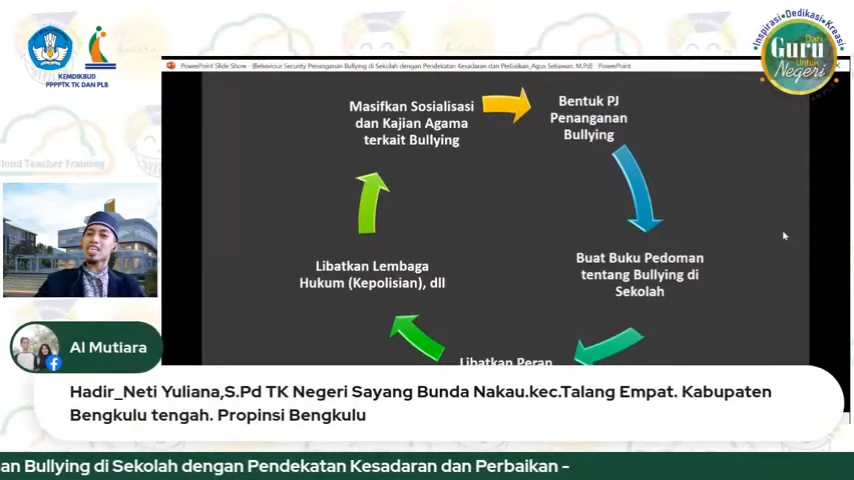 KEMDIKBUD
PPPPTK TK DAN PLB
Inspirasi•Dedikasi•Kreasi
Dari
Guru
Untuk
Negeri
PowerPoint Slide Show - [Behaviour Security Penanganan Bullying di Sekolah dengan Pendekatan Kesadaran dan Perbaikan_Agus Setiawan, M.Pd] - PowerPoint
Masifkan Sosialisasi
dan Kajian Agama
terkait Bullying
Bentuk PJ
Penanganan
Bullying
Cloud Teacher Training
Buat Buku Pedoman
tentang Bullying di
Sekolah
Libatkan Lembaga
Hukum (Kepolisian), dll
Libatkan Peran
Al Mutiara
Hadir_Neti Yuliana,S.Pd TK Negeri Sayang Bunda Nakau.kec.Talang Empat. Kabupaten
Bengkulu tengah. Propinsi Bengkulu
an Bullying di Sekolah dengan Pendekatan Kesadaran dan Perbaikan -